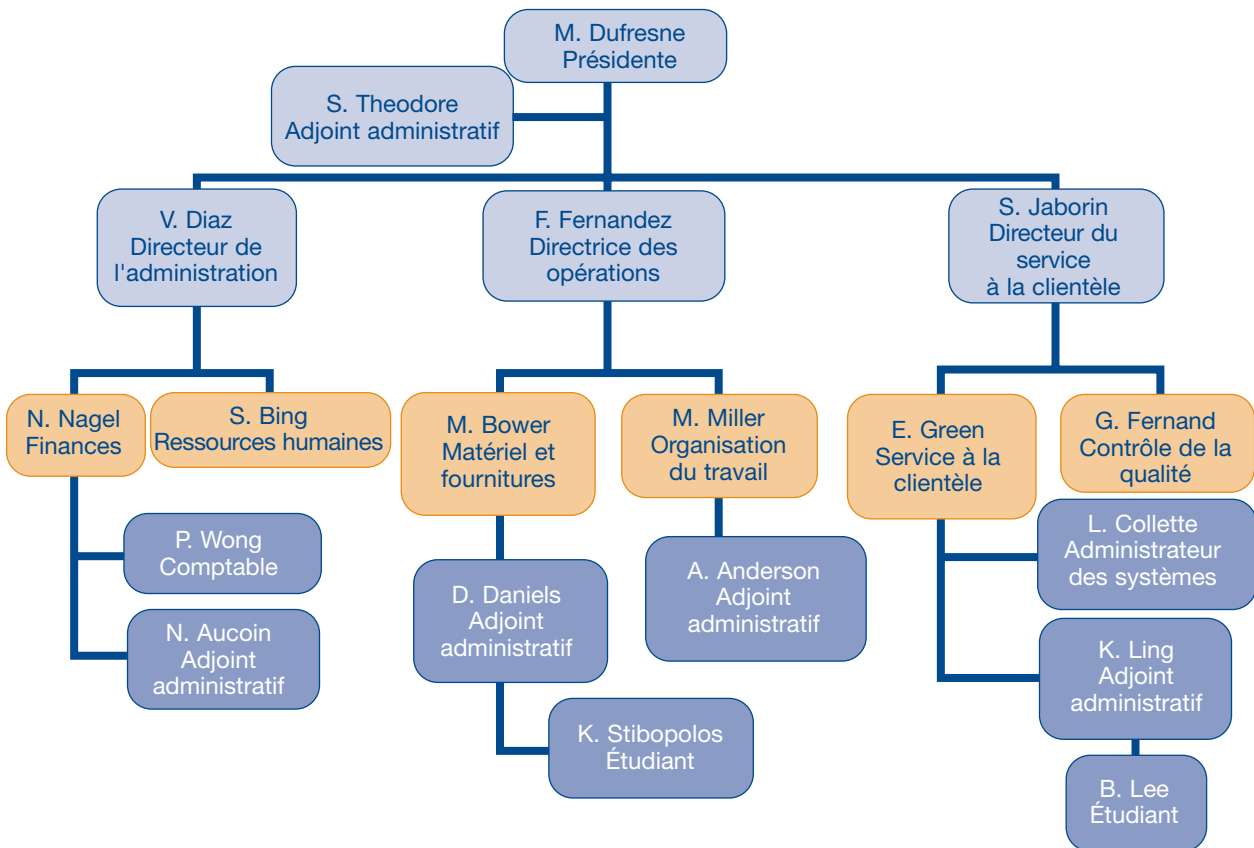 M. Dufresne
Présidente
S. Theodore
Adjoint administratif
V. Diaz
Directeur de
l'administration
F. Fernandez
Directrice des
opérations
S. Jaborin
Directeur du
service
à la clientèle
N. Nagel
Finances
S. Bing
Ressources humaines
M. Bower
Matériel et
fournitures
M. Miller
Organisation
du travail
E. Green
Service à la
clientèle
G. Fernand
Contrôle de la
qualité
P. Wong
Comptable
N. Aucoin
Adjoint
administratif
D. Daniels
Adjoint
administratif
K. Stibopolos
Étudiant
A. Anderson
Adjoint
administratif
L. Collette
Administrateur
des systèmes
K. Ling
Adjoint
administratif
B. Lee
Étudiant